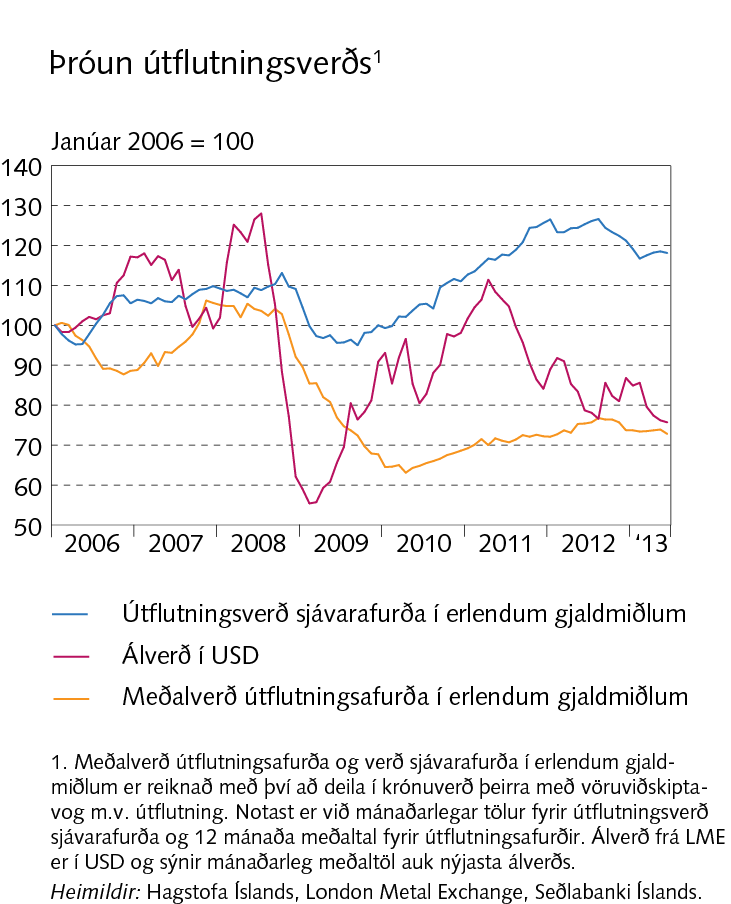 Þróun útflutningsverðs¹
Janúar 2006 = 100
140
130
120
110
100
90
80
70
60
50
2006 2007 2008 2009 2010 2011 2012 ‘13
Útflutningsverð sjávarafurða í erlendum gjaldmiðlum
Álverð í USD
Meðalverð útflutningsafurða í erlendum gjaldmiðlum
1. Meðalverð útflutningsafurða og verð sjávarafurða í erlendum gjald-
miðlum er reiknað með því að deila í krónuverð þeirra með vöruviðskipta-
vog m.v. útflutning. Notast er við mánaðarlegar tölur fyrir útflutningsverð
sjávarafurða og 12 mánaða meðaltal fyrir útflutningsafurðir. Álverð frá LME
er í USD og sýnir mánaðarleg meðaltöl auk nýjasta álverðs.
Heimildir: Hagstofa Íslands, London Metal Exchange, Seðlabanki Íslands.